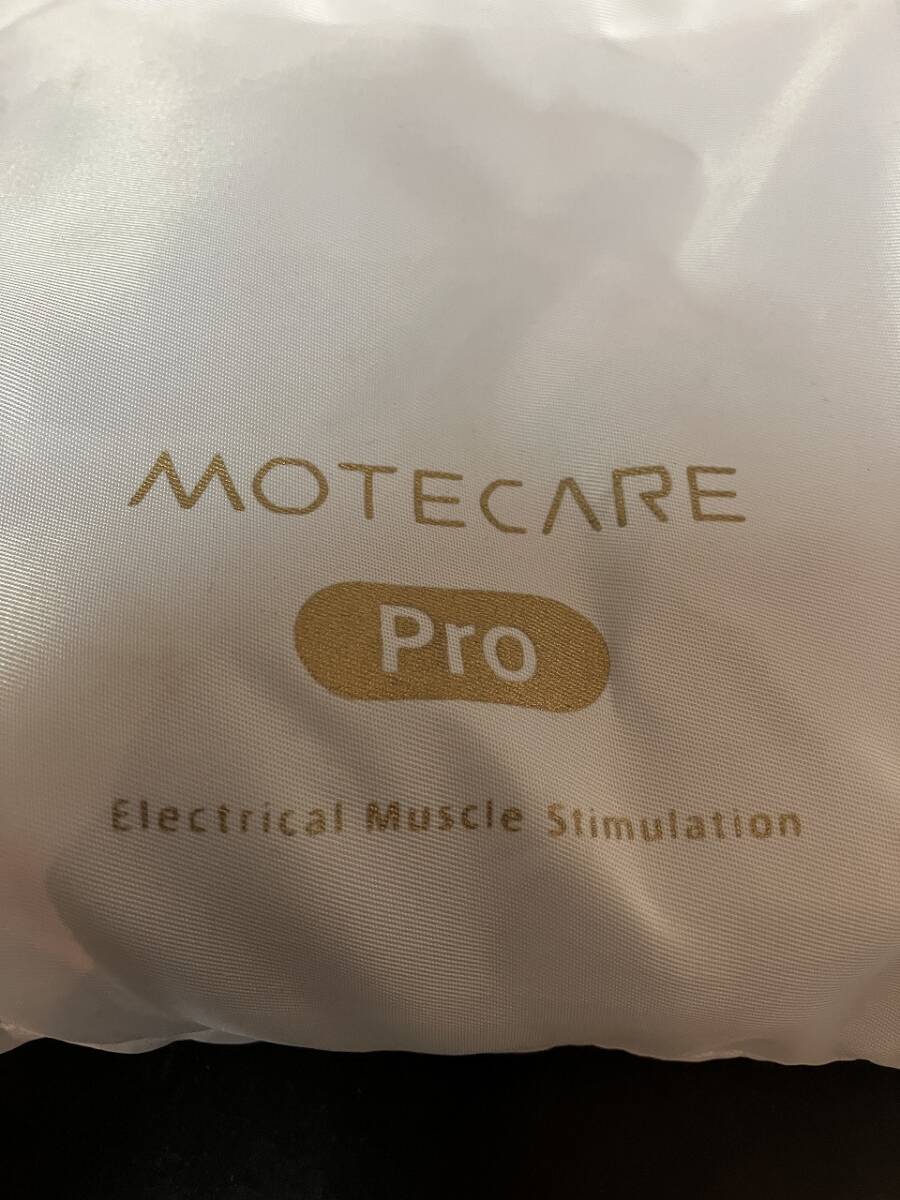 MOTECARE
Pro
Electrical Muscle Stimulation